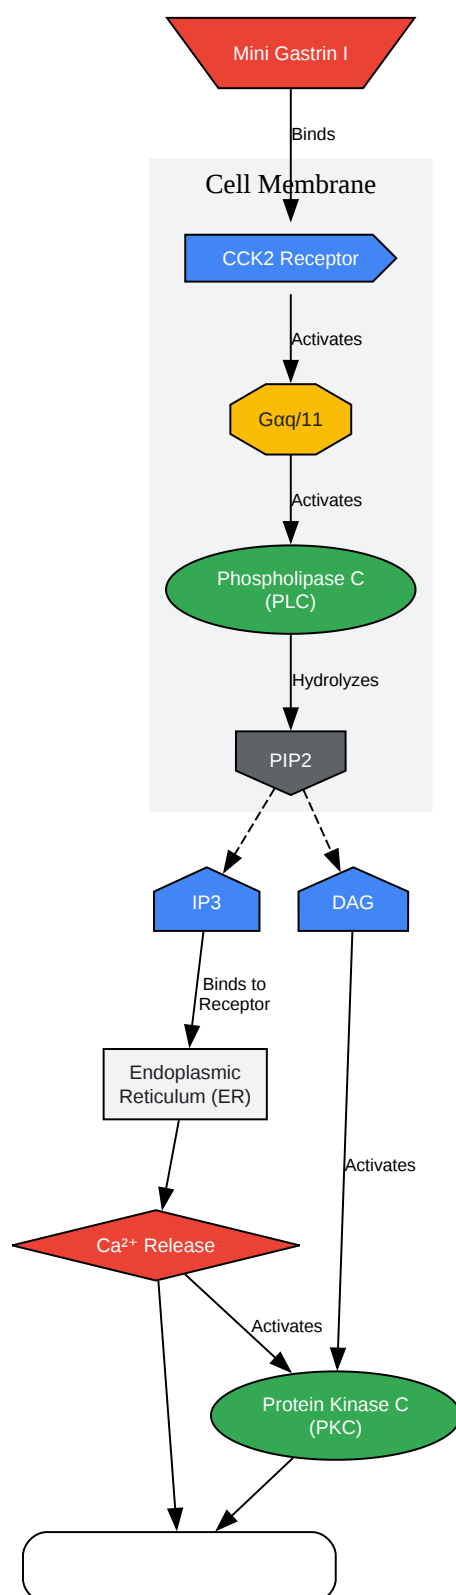 Mini Gastrin I
Binds
Cell Membrane
CCK2 Receptor
Activates
Gαq/11
Activates
Phospholipase C
(PLC)
Hydrolyzes
PIP2
IP3
DAG
Binds to
Receptor
Endoplasmic
Reticulum (ER)
Activates
Ca²⁺ Release
Activates
Protein Kinase C
(PKC)